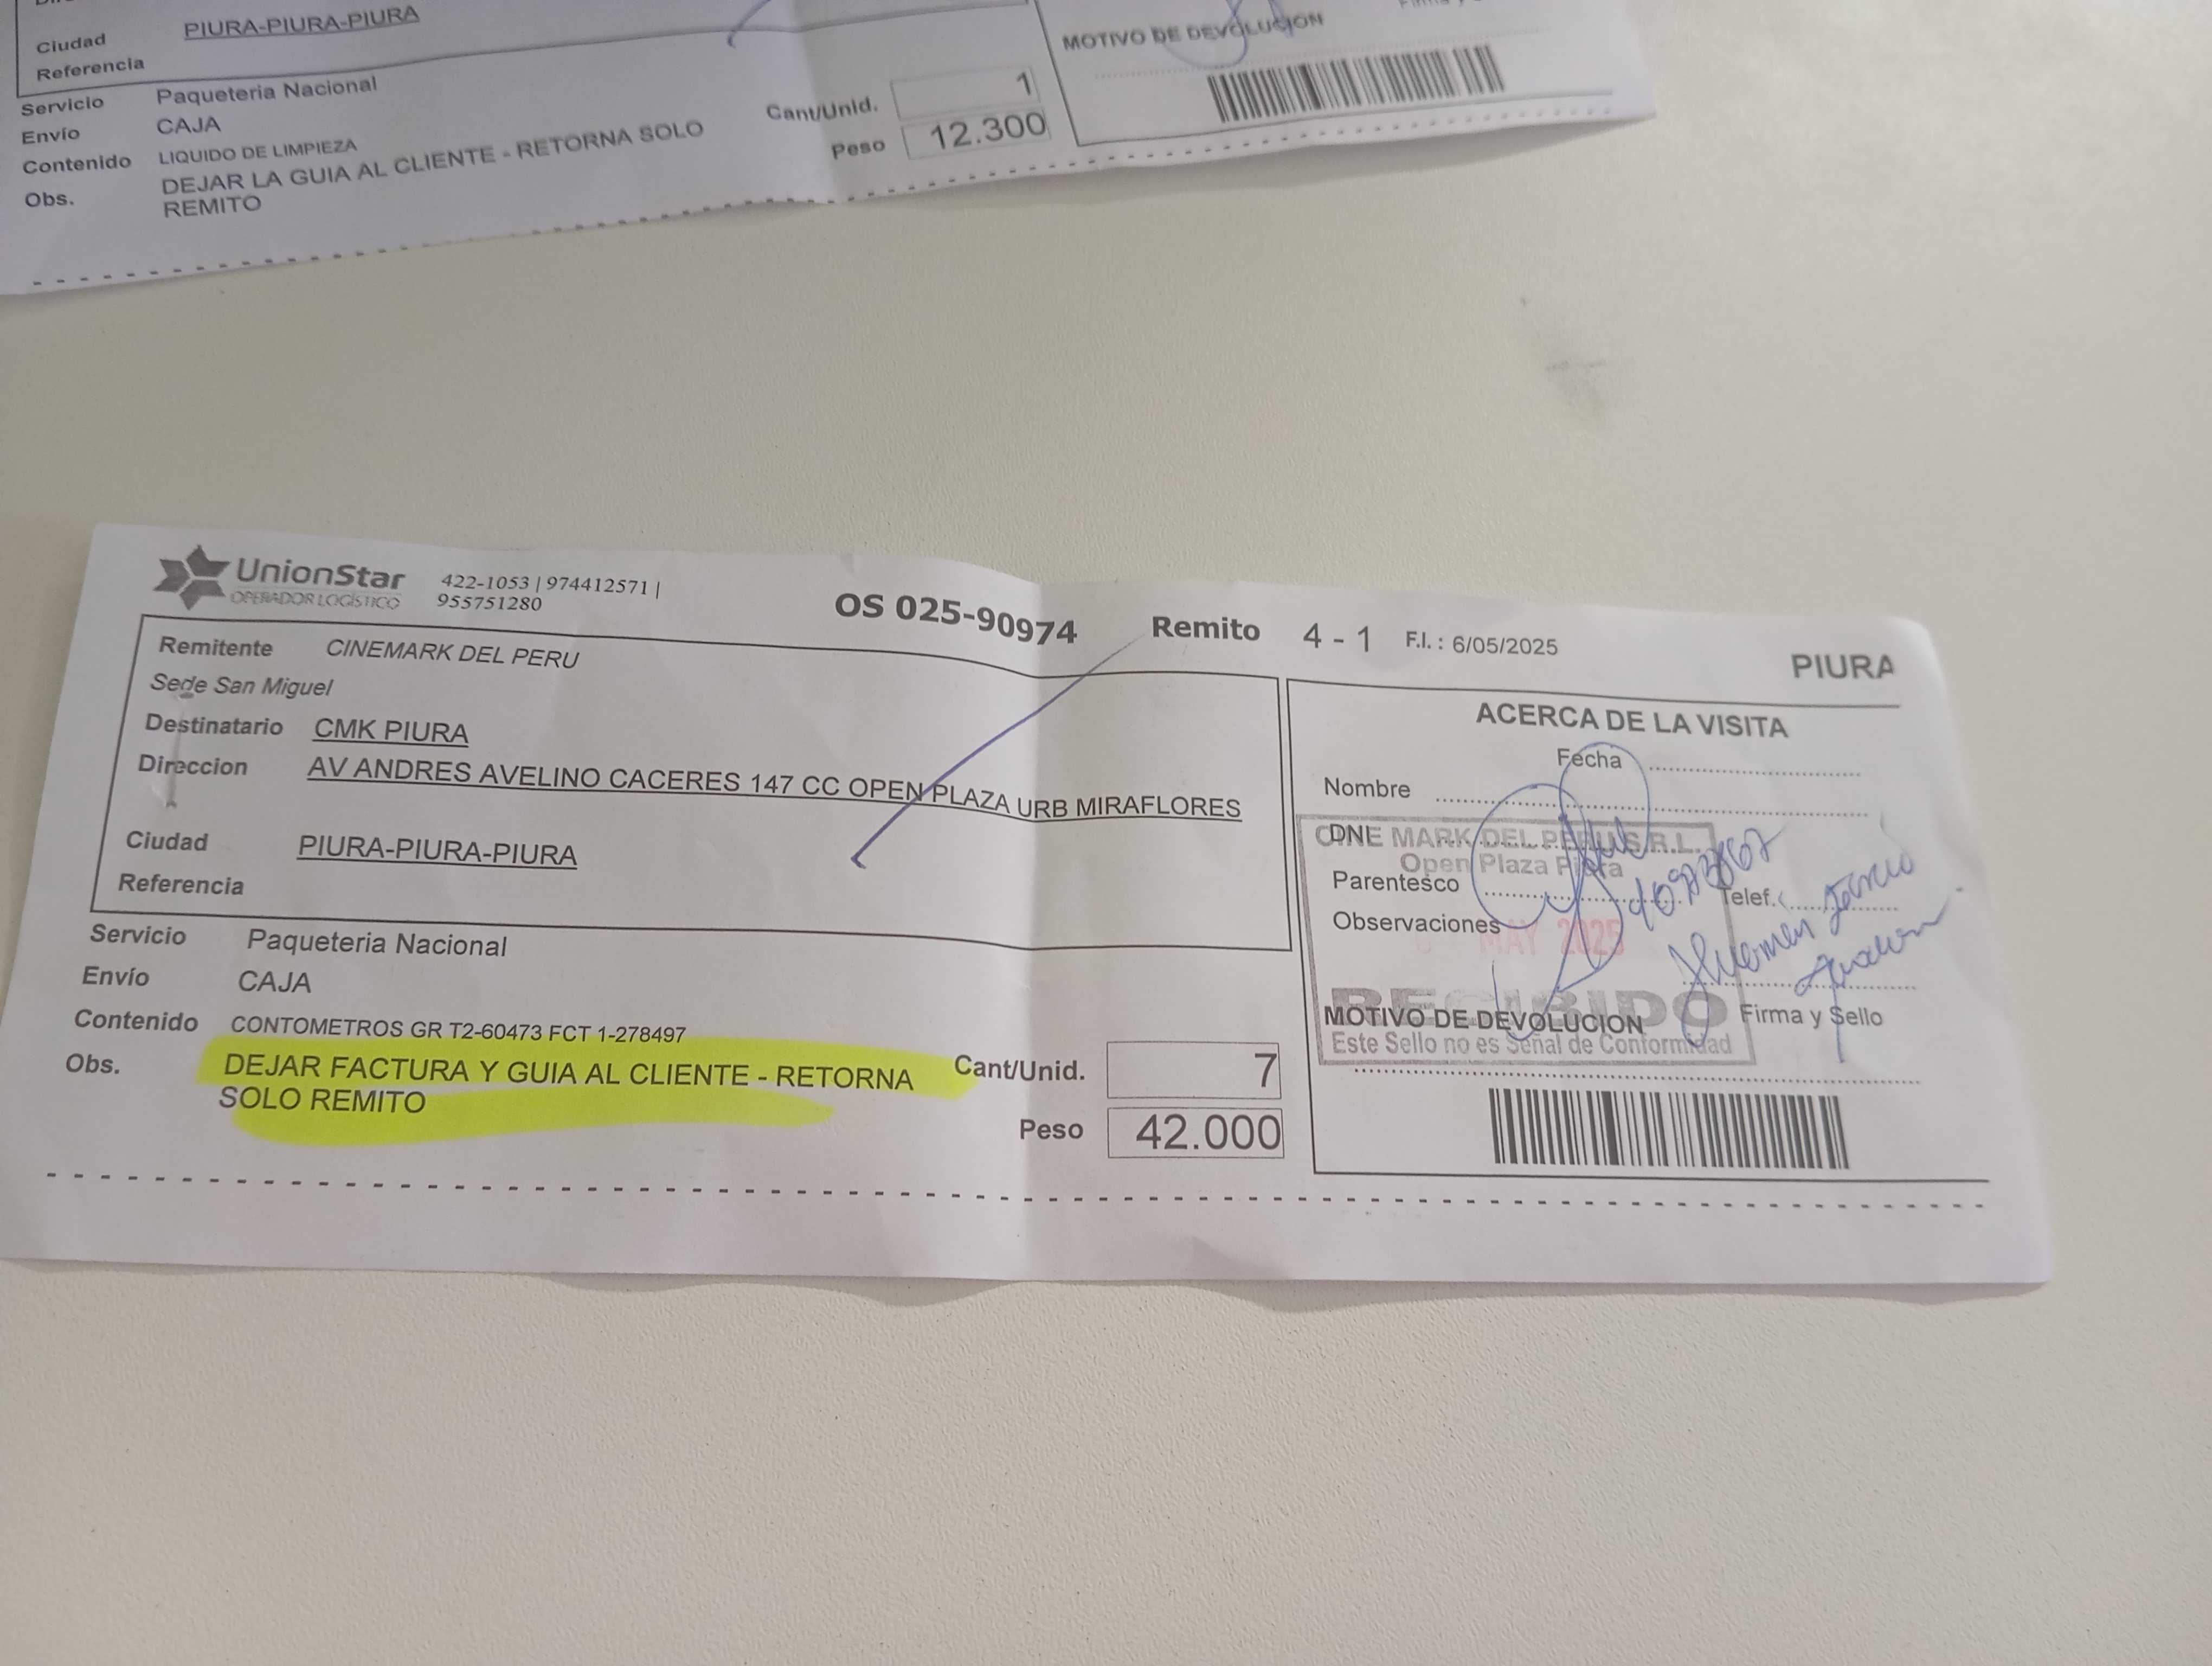 Ciudad PIURA-PIURA-PIURA
Referencia
MOTIVO DE DEVOLUCION
Servicio Paqueteria Nacional
Envío CAJA
Contenido LIQUIDO DE LIMPIEZA
Obs. DEJAR LA GUIA AL CLIENTE - RETORNA SOLO
REMITO
Cant/Unid. 1
Peso 12.300
UnionStar
OPERADOR LOGÍSTICO
422-1053 | 974412571 |
955751280
OS 025-90974 Remito 4 - 1 F.I. : 6/05/2025
PIURA
Remitente CINEMARK DEL PERU
Sede San Miguel
Destinatario CMK PIURA
Direccion AV ANDRES AVELINO CACERES 147 CC OPEN PLAZA URB MIRAFLORES
Ciudad PIURA-PIURA-PIURA
Referencia
Servicio Paqueteria Nacional
Envío CAJA
Contenido CONTOMETROS GR T2-60473 FCT 1-278497
Obs. DEJAR FACTURA Y GUIA AL CLIENTE - RETORNA
SOLO REMITO
Cant/Unid. 7
Peso 42.000
ACERCA DE LA VISITA
Fecha
Nombre
MARK DEL PERU S.R.L.
Open Plaza Piura
Parentesco Telef.
Observaciones
MAY 2025
RECIBIDO
MOTIVO DE DEVOLUCION Firma y Sello
Este Sello no es Señal de Conformidad